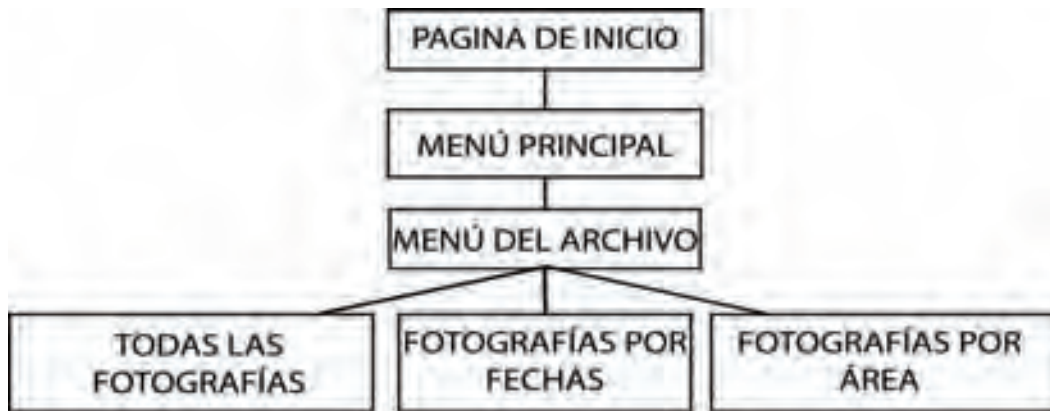 PAGINA DE INICIO
MENÚ PRINCIPAL
MENÚ DEL ARCHIVO
TODAS LAS
FOTOGRAFÍAS
FOTOGRAFÍAS POR
FECHAS
FOTOGRAFÍAS POR
ÁREA